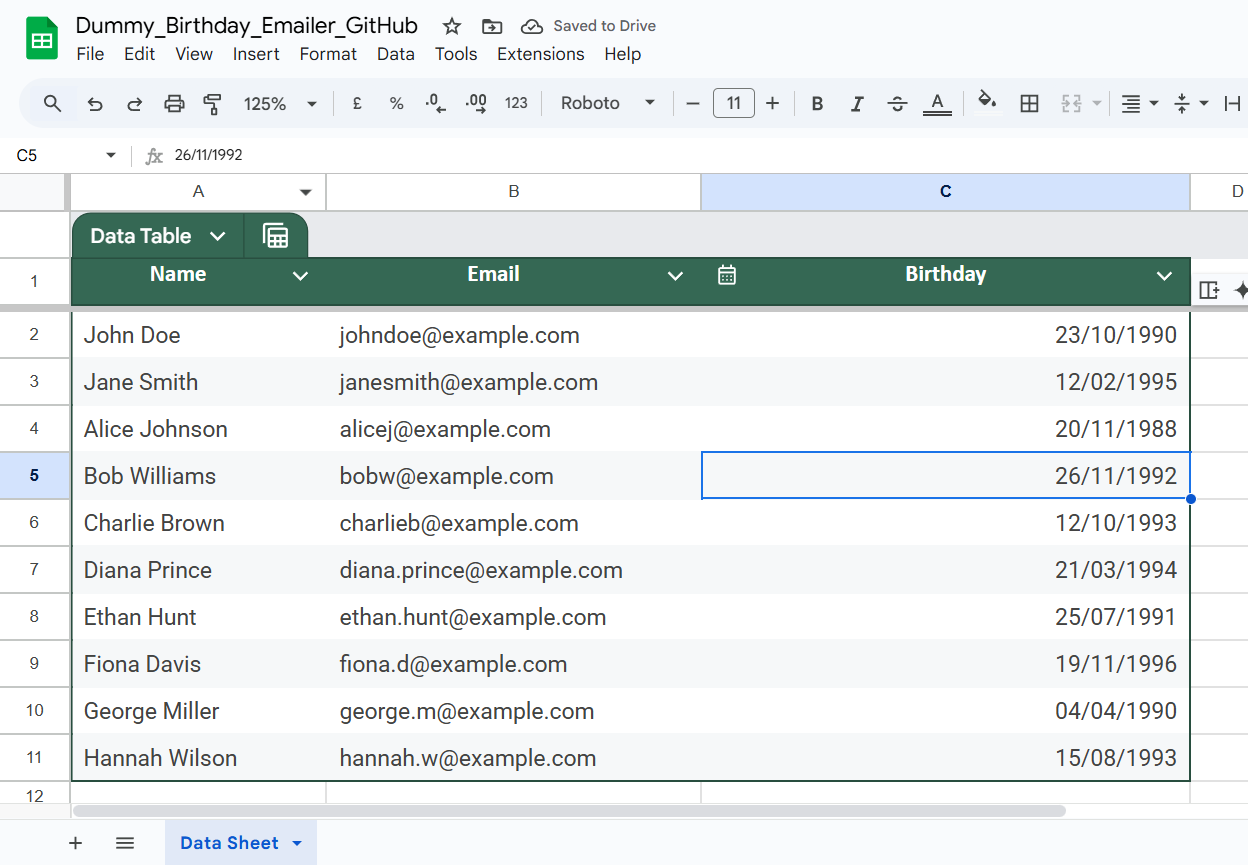 Dummy_Birthday_Emailer_GitHub Saved to Drive
File Edit View Insert Format Data Tools Extensions Help
125% £ % .0 .00 123 Roboto 11 B I A
C5 fx 26/11/1992
A B C D
Data Table
1 Name Email Birthday
2 John Doe johndoe@example.com 23/10/1990
3 Jane Smith janesmith@example.com 12/02/1995
4 Alice Johnson alicej@example.com 20/11/1988
5 Bob Williams bobw@example.com 26/11/1992
6 Charlie Brown charlieb@example.com 12/10/1993
7 Diana Prince diana.prince@example.com 21/03/1994
8 Ethan Hunt ethan.hunt@example.com 25/07/1991
9 Fiona Davis fiona.d@example.com 19/11/1996
10 George Miller george.m@example.com 04/04/1990
11 Hannah Wilson hannah.w@example.com 15/08/1993
12
Data Sheet